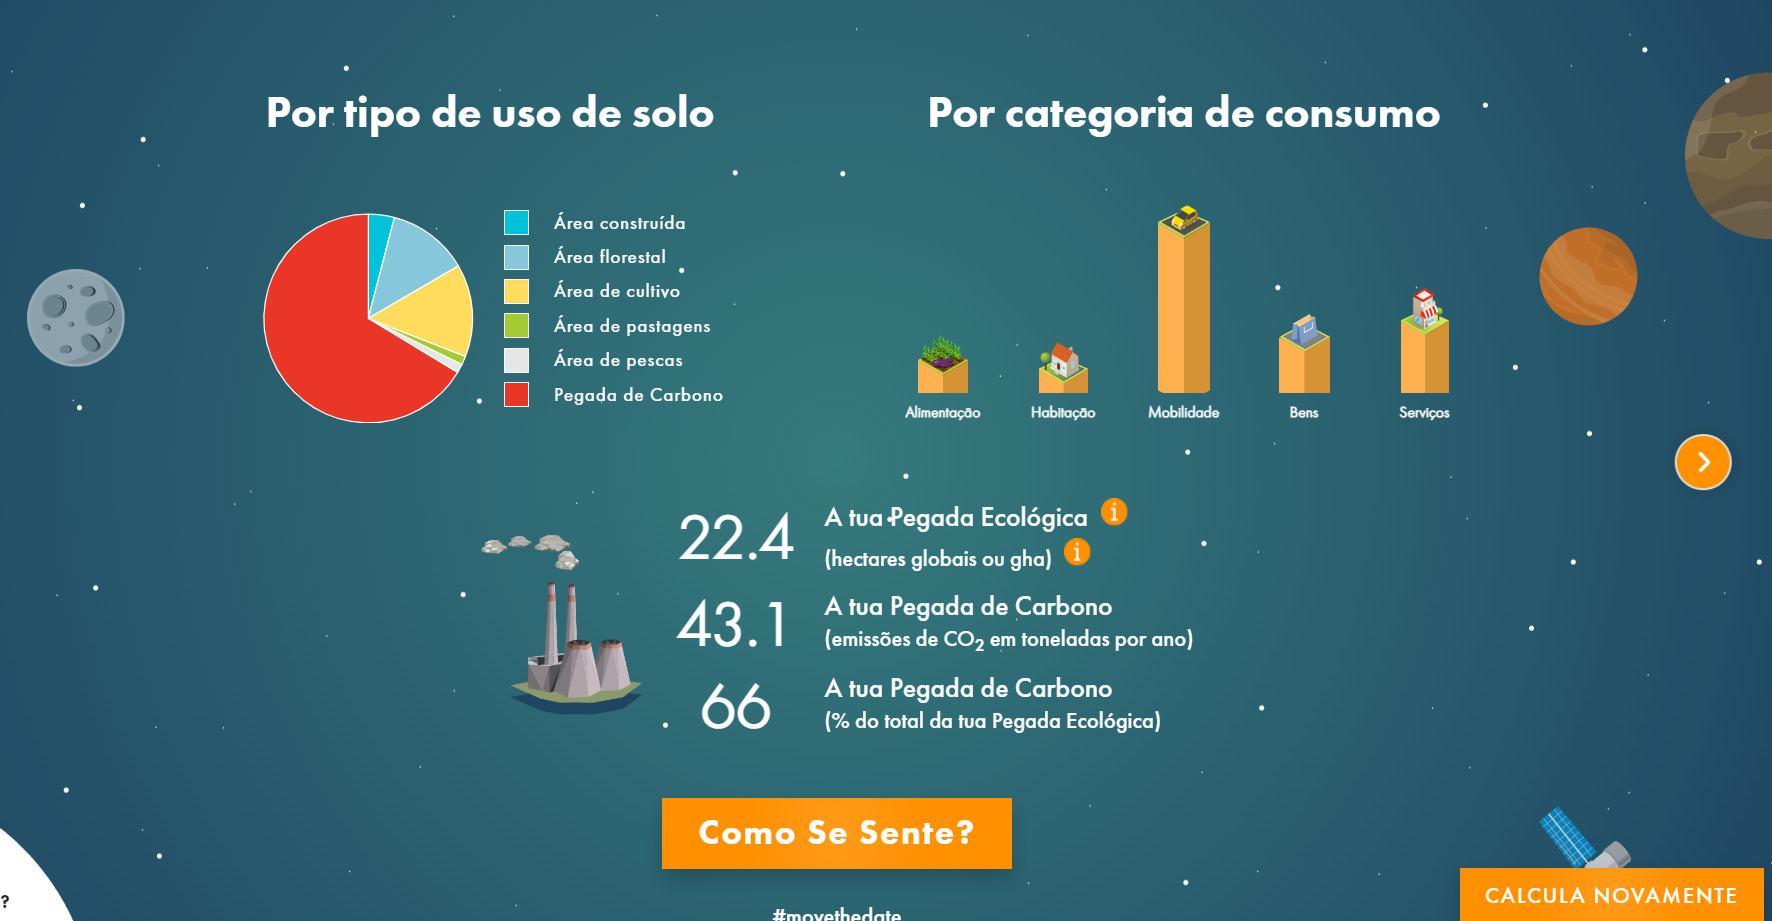 Por tipo de uso de solo
Área construída
Área florestal
Área de cultivo
Área de pastagens
Área de pescas
Pegada de Carbono
Por categoria de consumo
Alimentação
Habitação
Mobilidade
Bens
Serviços
22.4
A tua Pegada Ecológica i
(hectares globais ou gha) i
43.1
A tua Pegada de Carbono
(emissões de CO₂ em toneladas por ano)
66
A tua Pegada de Carbono
(% do total da tua Pegada Ecológica)
Como Se Sente?
?
CALCULA NOVAMENTE
#movethedate